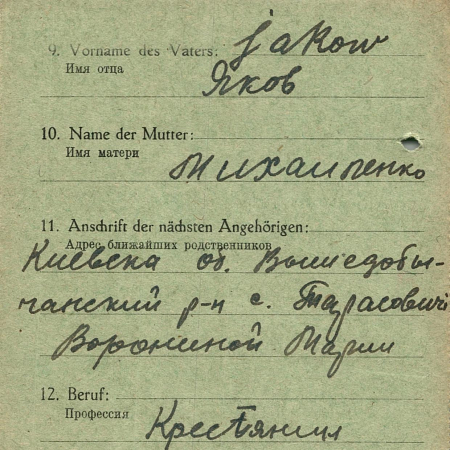 9. Vorname des Vaters: Jakow
Имя отца
Яков
10. Name der Mutter:
Имя матери
Михайленко
11. Anschrift der nächsten Angehörigen:
Адрес ближайших родственников
Киевска об. Вышедобы-
чанский р-н с. Тарасовичи
Ворониной Марии
12. Beruf:
Профессия
Крестьянин